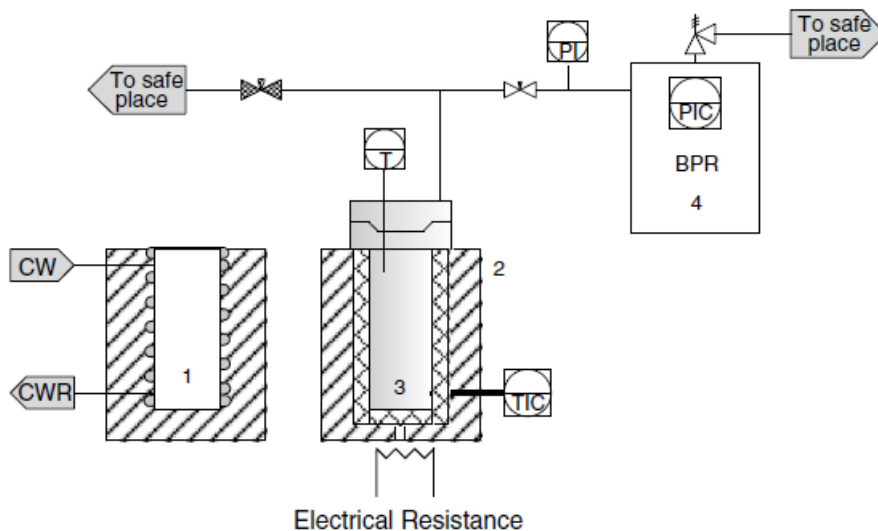 PI
To safe
place
To safe
place
PIC
BPR
4
T
CW
2
1
3
CWR
TIC
Electrical Resistance